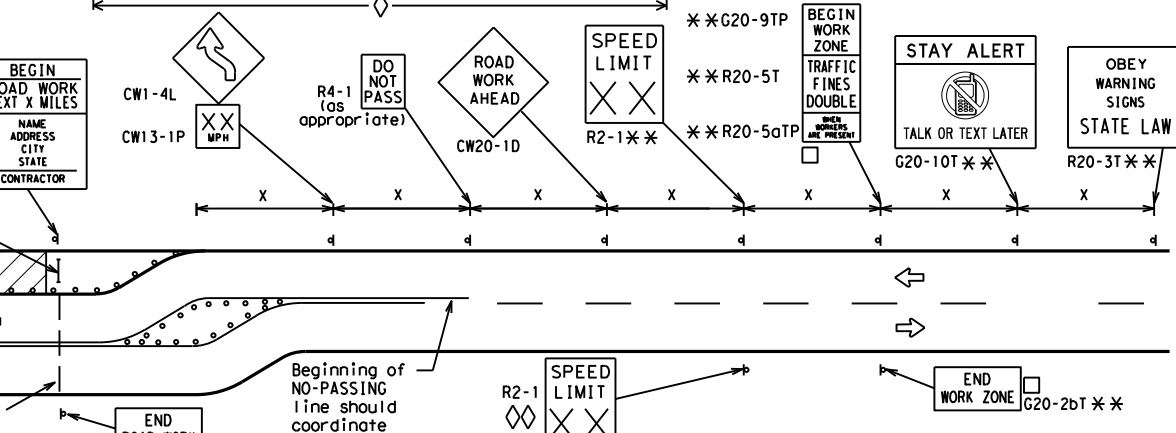 BEGIN
ROAD WORK
NEXT X MILES
NAME
ADDRESS
CITY
STATE
CONTRACTOR
CW1-4L
CW13-1P
X X
MPH
R4-1
(as
appropriate)
DO
NOT
PASS
ROAD
WORK
AHEAD
CW20-1D
SPEED
LIMIT
X X
R2-1 **
**G20-9TP
**R20-5T
**R20-5aTP
BEGIN
WORK
ZONE
TRAFFIC
FINES
DOUBLE
WHEN
WORKERS
ARE PRESENT
STAY ALERT
TALK OR TEXT LATER
G20-10T **
OBEY
WARNING
SIGNS
STATE LAW
R20-3T **
X X X X X X X
Beginning of
NO-PASSING
line should
coordinate
R2-1
SPEED
LIMIT
X X
END
WORK ZONE
G20-2bT **
END
ROAD WORK